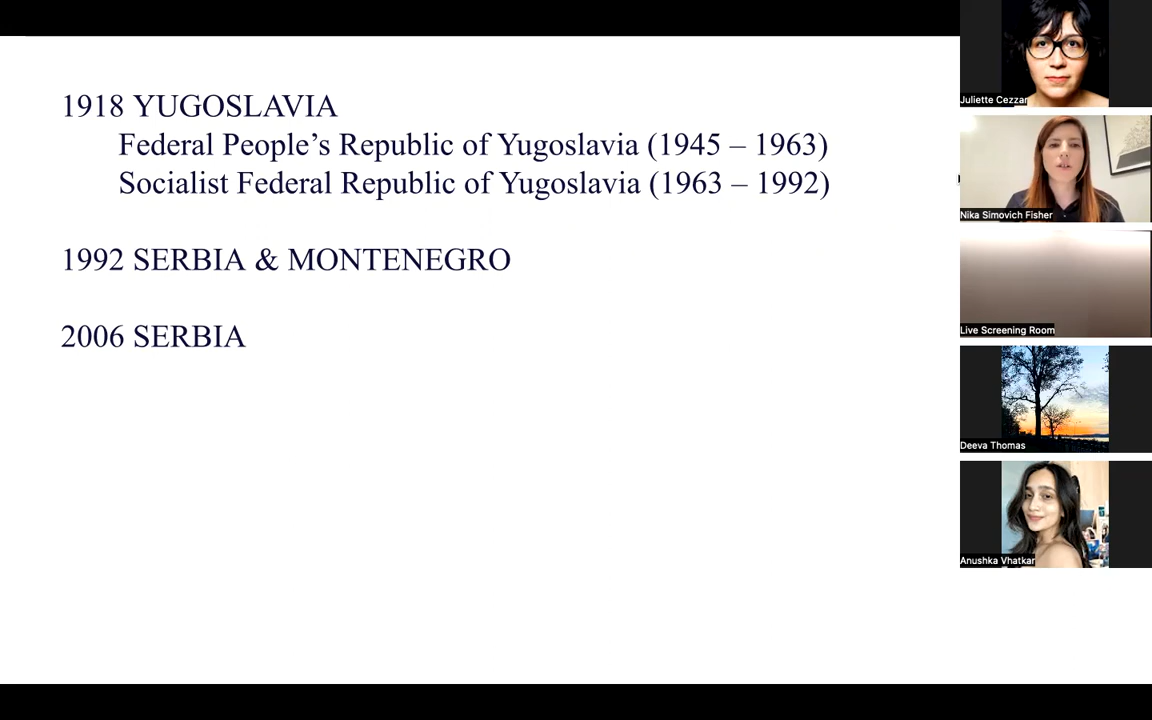 1918 YUGOSLAVIA
Federal People’s Republic of Yugoslavia (1945 – 1963)
Socialist Federal Republic of Yugoslavia (1963 – 1992)
1992 SERBIA & MONTENEGRO
2006 SERBIA
Juliette Cezzar
Nika Simovich Fisher
Live Screening Room
Deeva Thomas
Anushka Vhatkar